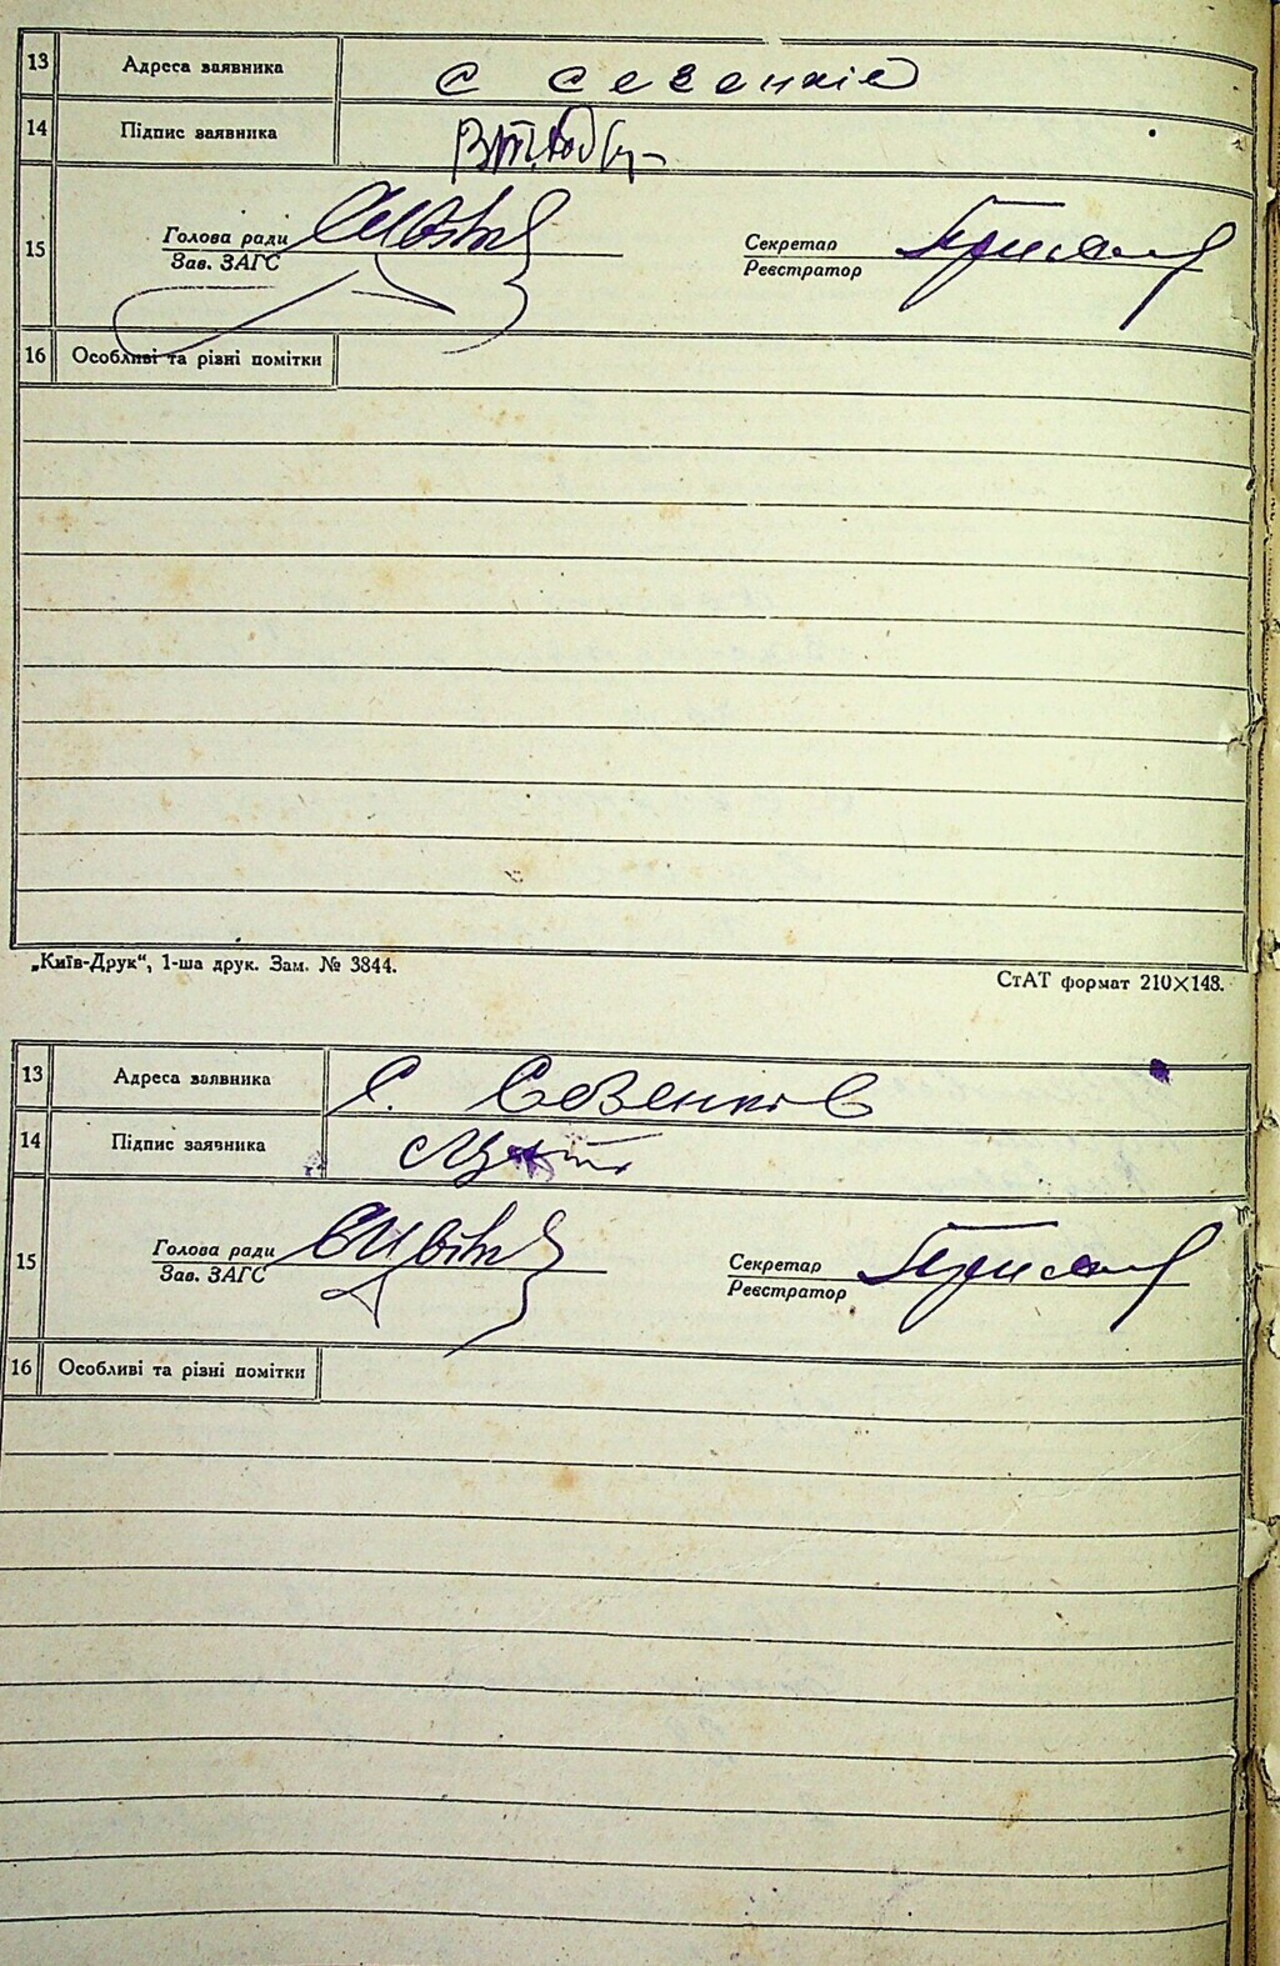 13 Адреса заявника с Сезенків
14 Підпис заявника
15 Голова ради Секретар
Зав. ЗАГС Реєстратор
16 Особливі та різні помітки
„Київ-Друк“, 1-ша друк. Зам. № 3844.
СтАТ формат 210×148.
13 Адреса заявника С. Сезенків
14 Підпис заявника
15 Голова ради Секретар
Зав. ЗАГС Реєстратор
16 Особливі та різні помітки